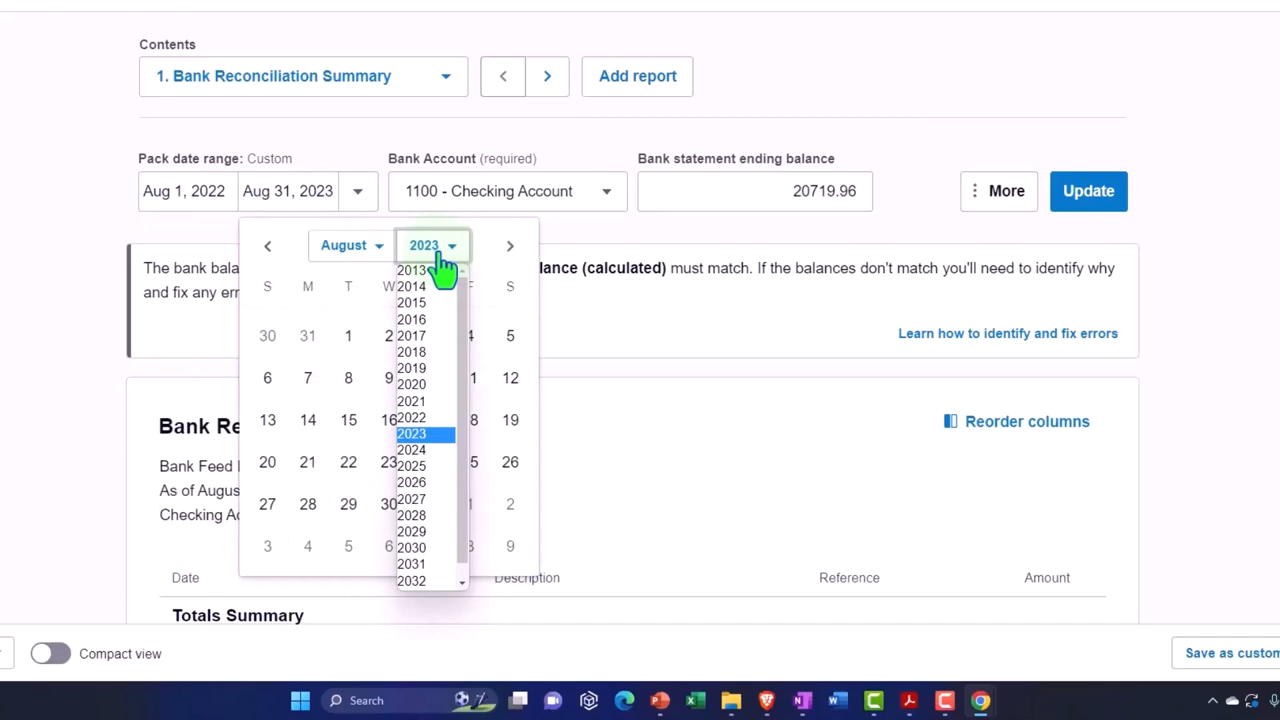 Contents
1. Bank Reconciliation Summary
Add report
Pack date range: Custom
Bank Account (required)
Bank statement ending balance
Aug 1, 2022
Aug 31, 2023
1100 - Checking Account
20719.96
More
Update
August
2023
The bank bala
lance (calculated) must match. If the balances don't match you'll need to identify why
and fix any err
Learn how to identify and fix errors
S M T W F S
30 31 1 2 4 5
6 7 8 9 1 12
13 14 15 16 8 19
20 21 22 23 5 26
27 28 29 30 1 2
3 4 5 6 8 9
2013
2014
2015
2016
2017
2018
2019
2020
2021
2022
2023
2024
2025
2026
2027
2028
2029
2030
2031
2032
Bank Re
Reorder columns
Bank Feed
As of Augus
Checking Ac
Date
Description
Reference
Amount
Totals Summary
Compact view
Save as custom
Search